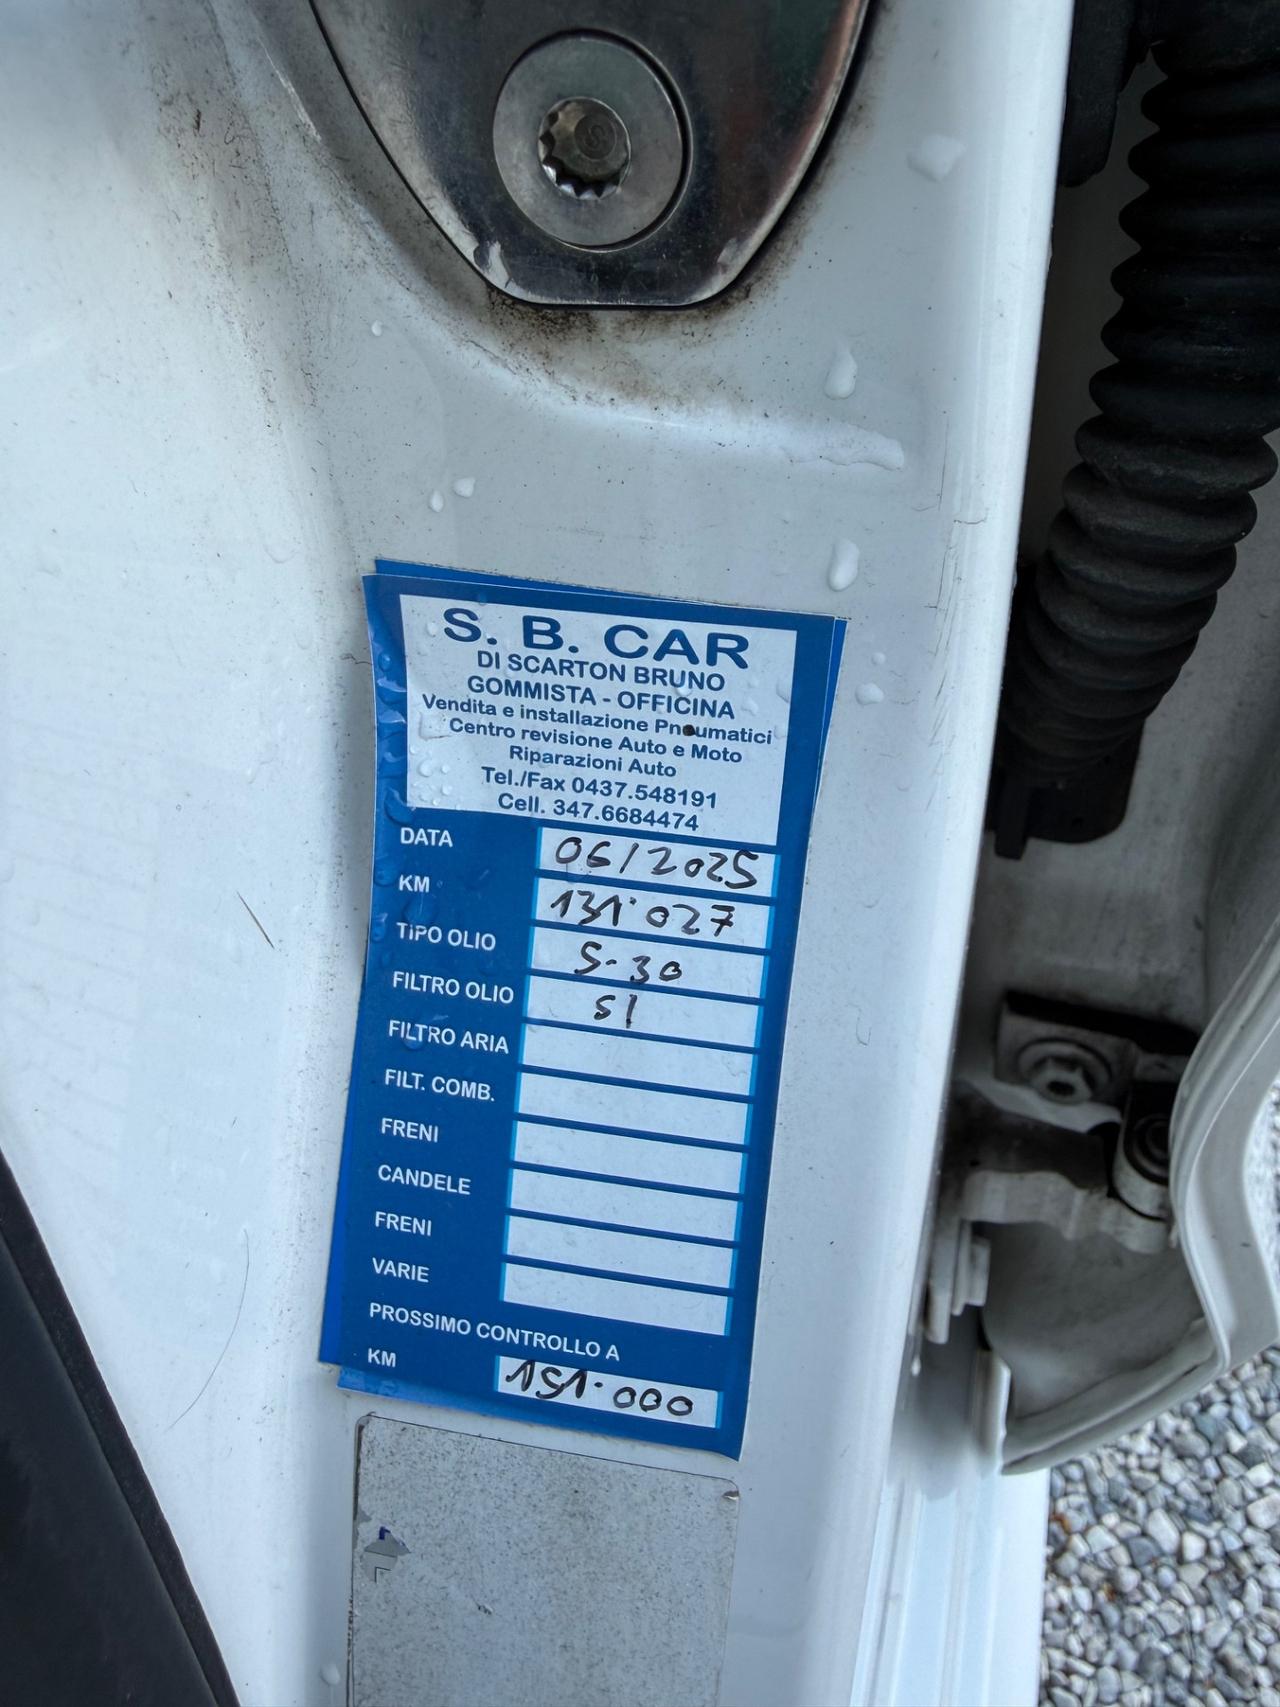 S. B. CAR
DI SCARTON BRUNO
GOMMISTA - OFFICINA
Vendita e installazione Pneumatici
Centro revisione Auto e Moto
Riparazioni Auto
Tel./Fax 0437.548191
Cell. 347.6684474
DATA 06/2025
KM 131.027
TIPO OLIO 5-30
FILTRO OLIO SI
FILTRO ARIA
FILT. COMB.
FRENI
CANDELE
FRENI
VARIE
PROSSIMO CONTROLLO A
KM 151.000